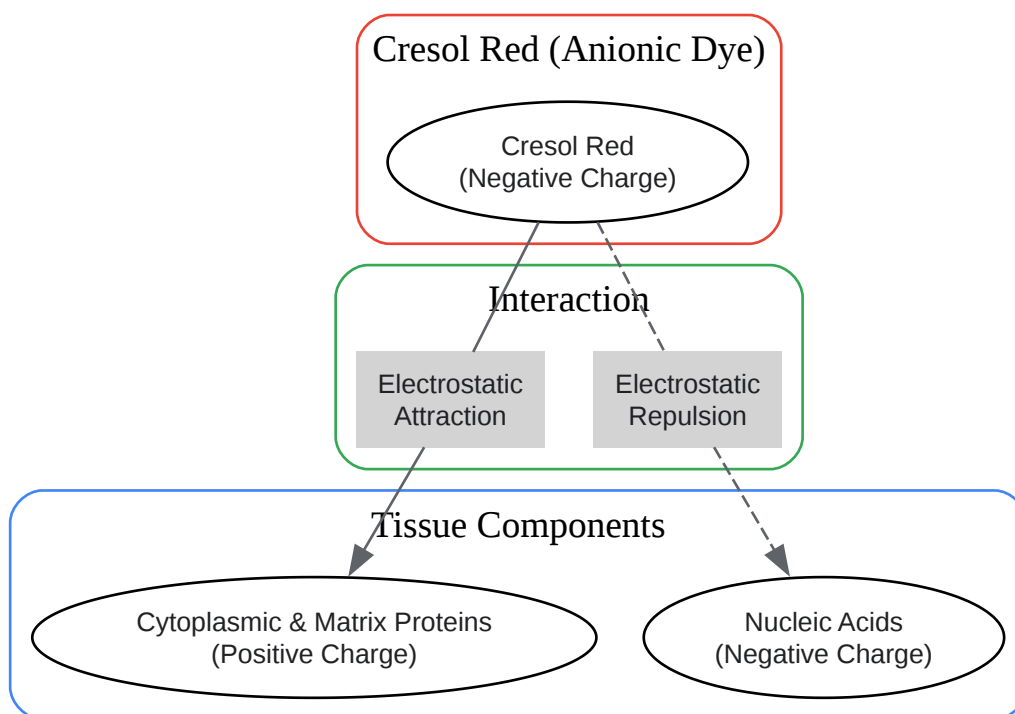 Cresol Red (Anionic Dye)
Cresol Red
(Negative Charge)
Interaction
Electrostatic
Attraction
Electrostatic
Repulsion
Tissue Components
Cytoplasmic & Matrix Proteins
(Positive Charge)
Nucleic Acids
(Negative Charge)